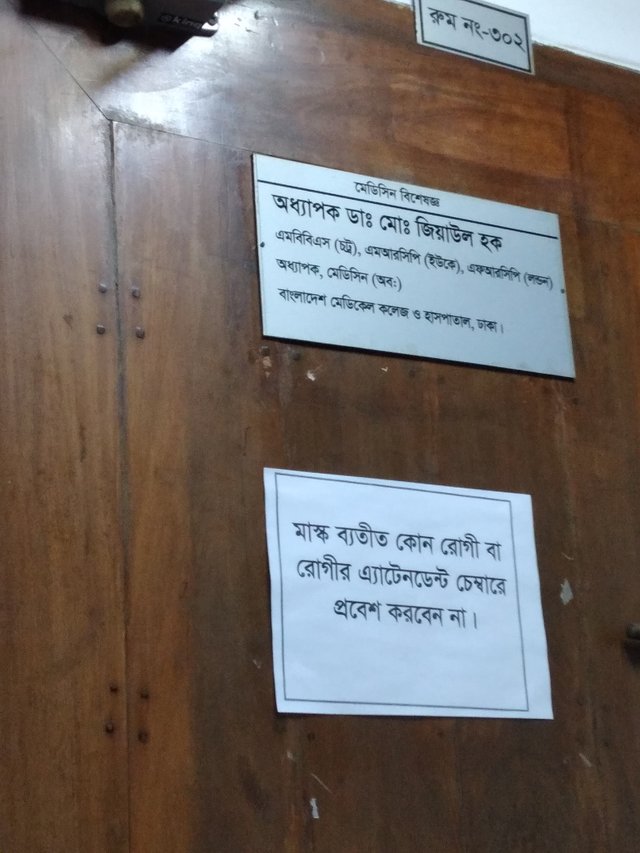 রুম নং-৩০২
মেডিসিন বিশেষজ্ঞ
অধ্যাপক ডাঃ মোঃ জিয়াউল হক
এমবিবিএস (চট্ট), এমআরসিপি (ইউকে), এফআরসিপি (লন্ডন)
অধ্যাপক, মেডিসিন (অবঃ)
বাংলাদেশ মেডিকেল কলেজ ও হাসপাতাল, ঢাকা।
মাস্ক ব্যতীত কোন রোগী বা
রোগীর এ্যাটেনডেন্ট চেম্বারে
প্রবেশ করবেন না।